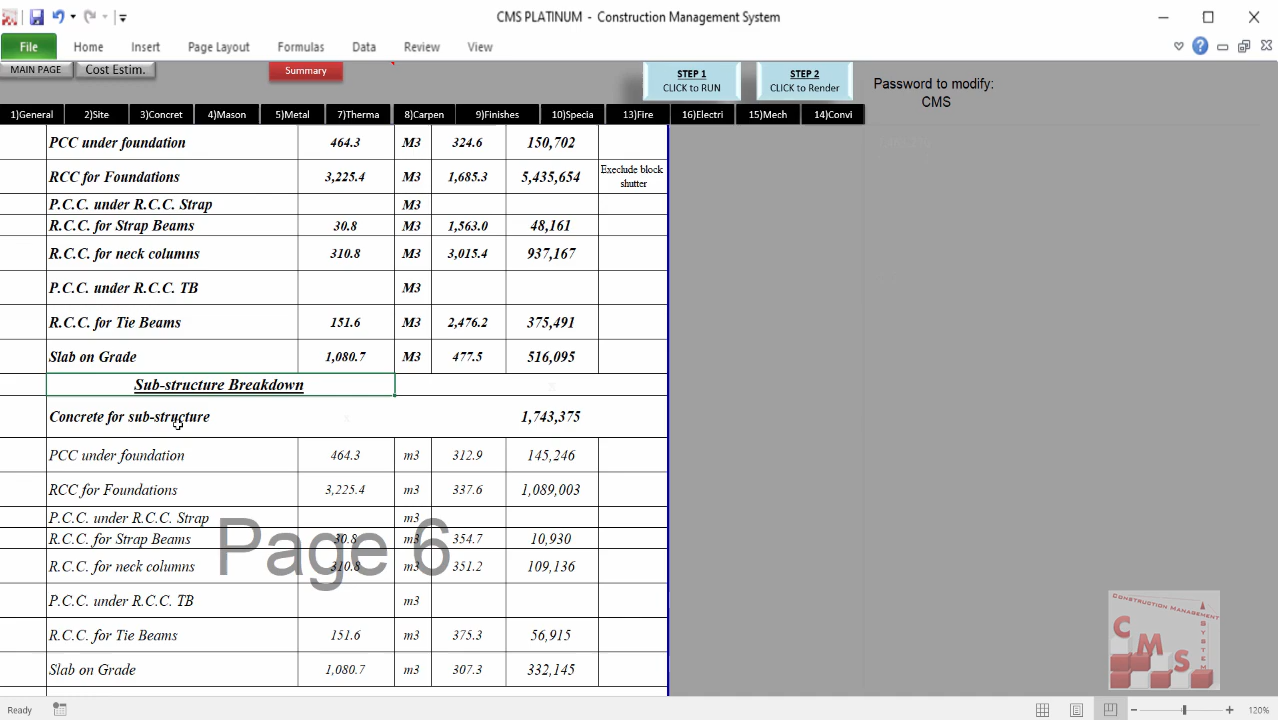 CMS PLATINUM - Construction Management System
File Home Insert Page Layout Formulas Data Review View
MAIN PAGE Cost Estim. Summary
STEP 1
CLICK to RUN
STEP 2
CLICK to Render
Password to modify:
CMS
1)General 2)Site 3)Concret 4)Mason 5)Metal 7)Therma 8)Carpen 9)Finishes 10)Specia 13)Fire 16)Electri 15)Mech 14)Convi
PCC under foundation 464.3 M3 324.6 150,702
RCC for Foundations 3,225.4 M3 1,685.3 5,435,654 Execlude block
shutter
P.C.C. under R.C.C. Strap M3
R.C.C. for Strap Beams 30.8 M3 1,563.0 48,161
R.C.C. for neck columns 310.8 M3 3,015.4 937,167
P.C.C. under R.C.C. TB M3
R.C.C. for Tie Beams 151.6 M3 2,476.2 375,491
Slab on Grade 1,080.7 M3 477.5 516,095
Sub-structure Breakdown x
Concrete for sub-structure x 1,743,375
PCC under foundation 464.3 m3 312.9 145,246
RCC for Foundations 3,225.4 m3 337.6 1,089,003
P.C.C. under R.C.C. Strap m3
R.C.C. for Strap Beams 30.8 m3 354.7 10,930
Page 6
R.C.C. for neck columns 310.8 m3 351.2 109,136
P.C.C. under R.C.C. TB m3
R.C.C. for Tie Beams 151.6 m3 375.3 56,915
Slab on Grade 1,080.7 m3 307.3 332,145
CONSTRUCTION MANAGEMENT
SYSTEM
CMS
Ready 120%